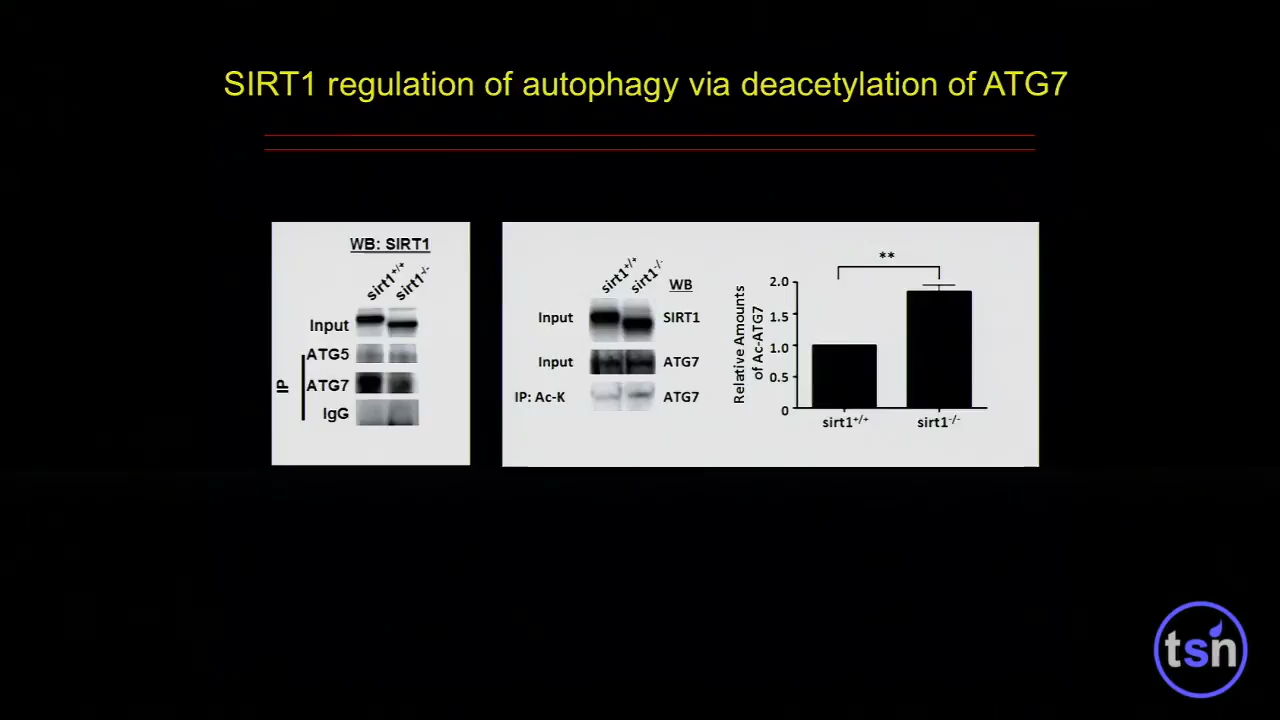 SIRT1 regulation of autophagy via deacetylation of ATG7
WB: SIRT1
sirt1+/+
sirt1-/-
Input
ATG5
IP
ATG7
IgG
sirt1+/+
sirt1-/-
WB
Input
SIRT1
Input
ATG7
IP: Ac-K
ATG7
**
Relative Amounts
of Ac-ATG7
2.0
1.5
1.0
0.5
0
sirt1+/+
sirt1-/-
tsn